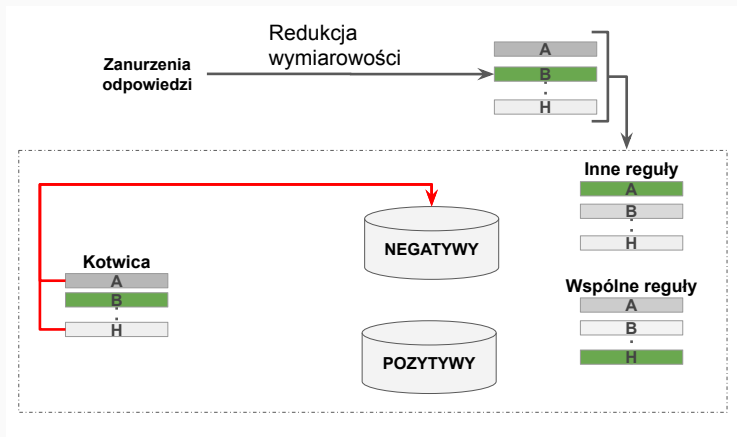 Redukcja
wymiarowości
Zanurzenia
odpowiedzi
A
B
H
Inne reguły
A
B
H
NEGATYWY
Kotwica
A
B
H
Wspólne reguły
A
B
H
POZYTYWY